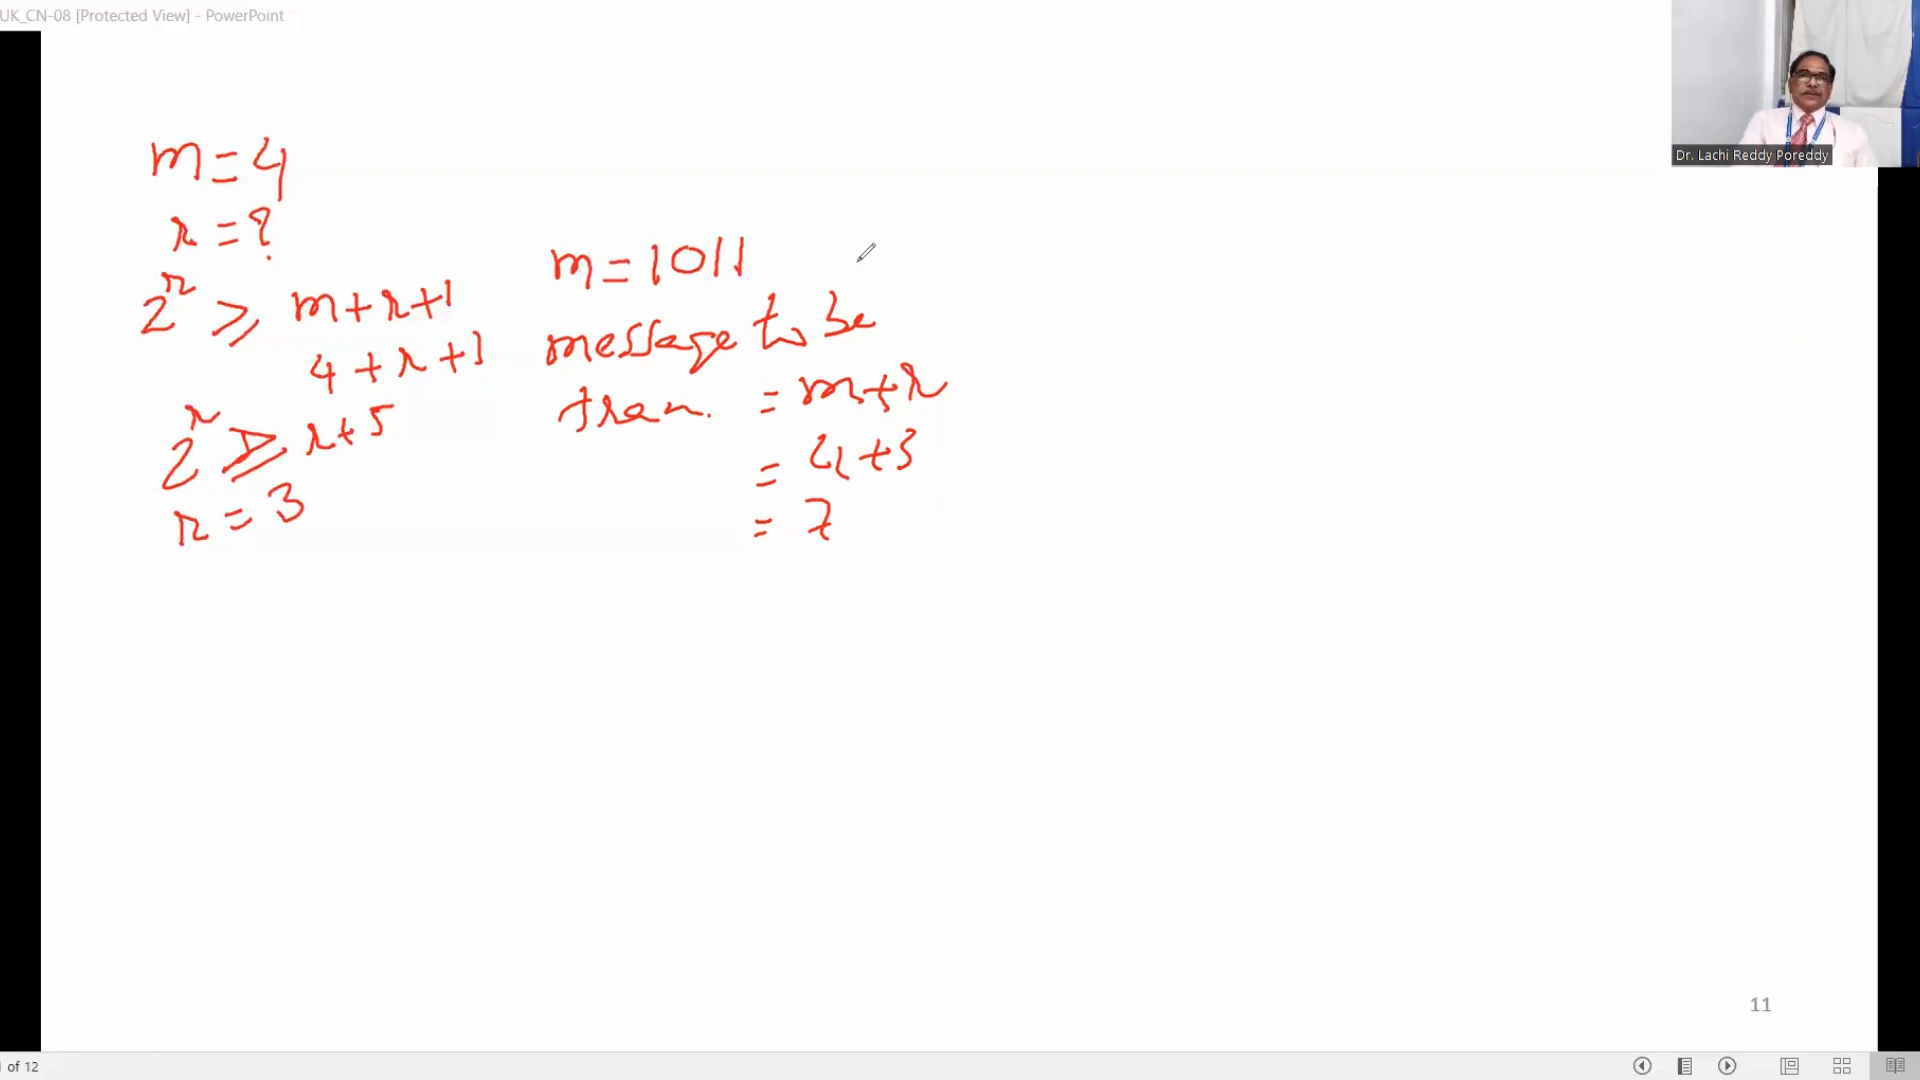 UK_CN-08 [Protected View] - PowerPoint
Dr. Lachi Reddy Poreddy
m = 4
r = ?
2^r ≥ m+r+1
4+r+1
2^r ≥ r+5
r = 3
m = 1011
message to be
tran. = m+r
= 4+3
= 7
11
of 12